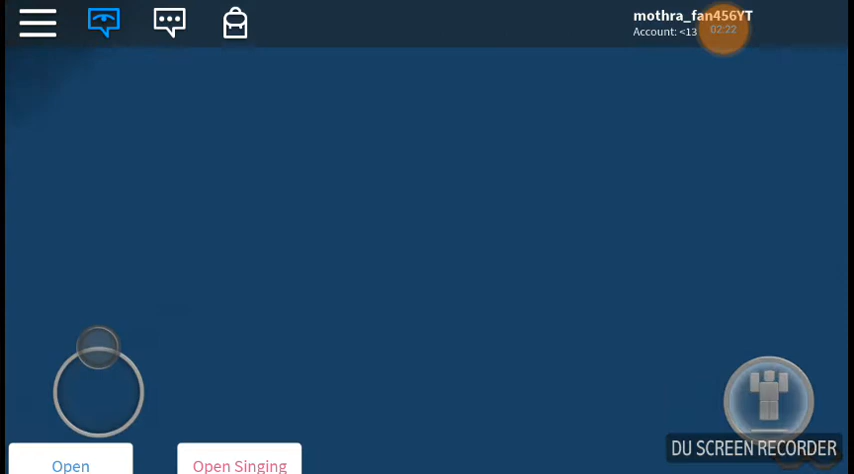 mothra_fan456YT
Account: <13
02:22
DU SCREEN RECORDER
Open
Open Singing